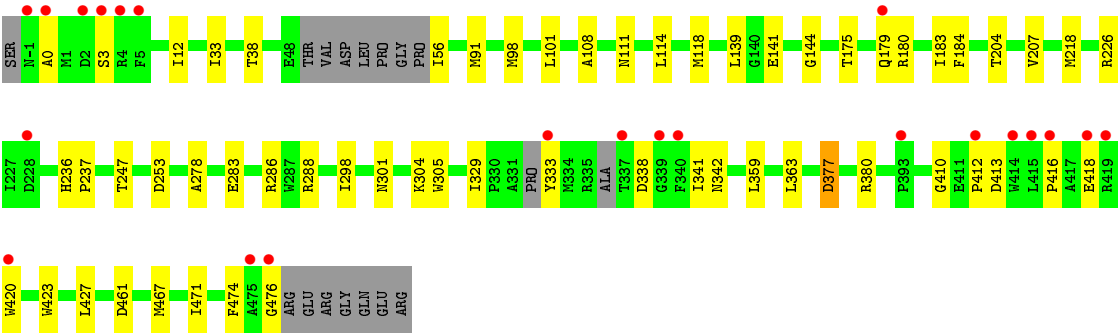 SER N-1 A0 M1 D2 S3 R4 F5 I12 I33 T38 E48 THR VAL ASP LEU PRO GLY PRO I56 M91 M98 L101 A108 N111 L114 M118 L139 G140 E141 G144 T175 Q179 R180 I183 F184 T204 V207 M218 R226
I227 D228 H236 P237 T247 D253 A278 E283 R286 W287 R288 I298 N301 K304 W305 I329 P330 A331 PRO Y333 M334 R335 ALA T337 D338 G339 F340 I341 N342 L359 L363 D377 R380 P393 G410 E411 P412 D413 W414 L415 P416 A417 E418 R419
W420 W423 L427 D461 M467 I471 F474 A475 G476 ARG GLU ARG GLY GLN GLU ARG